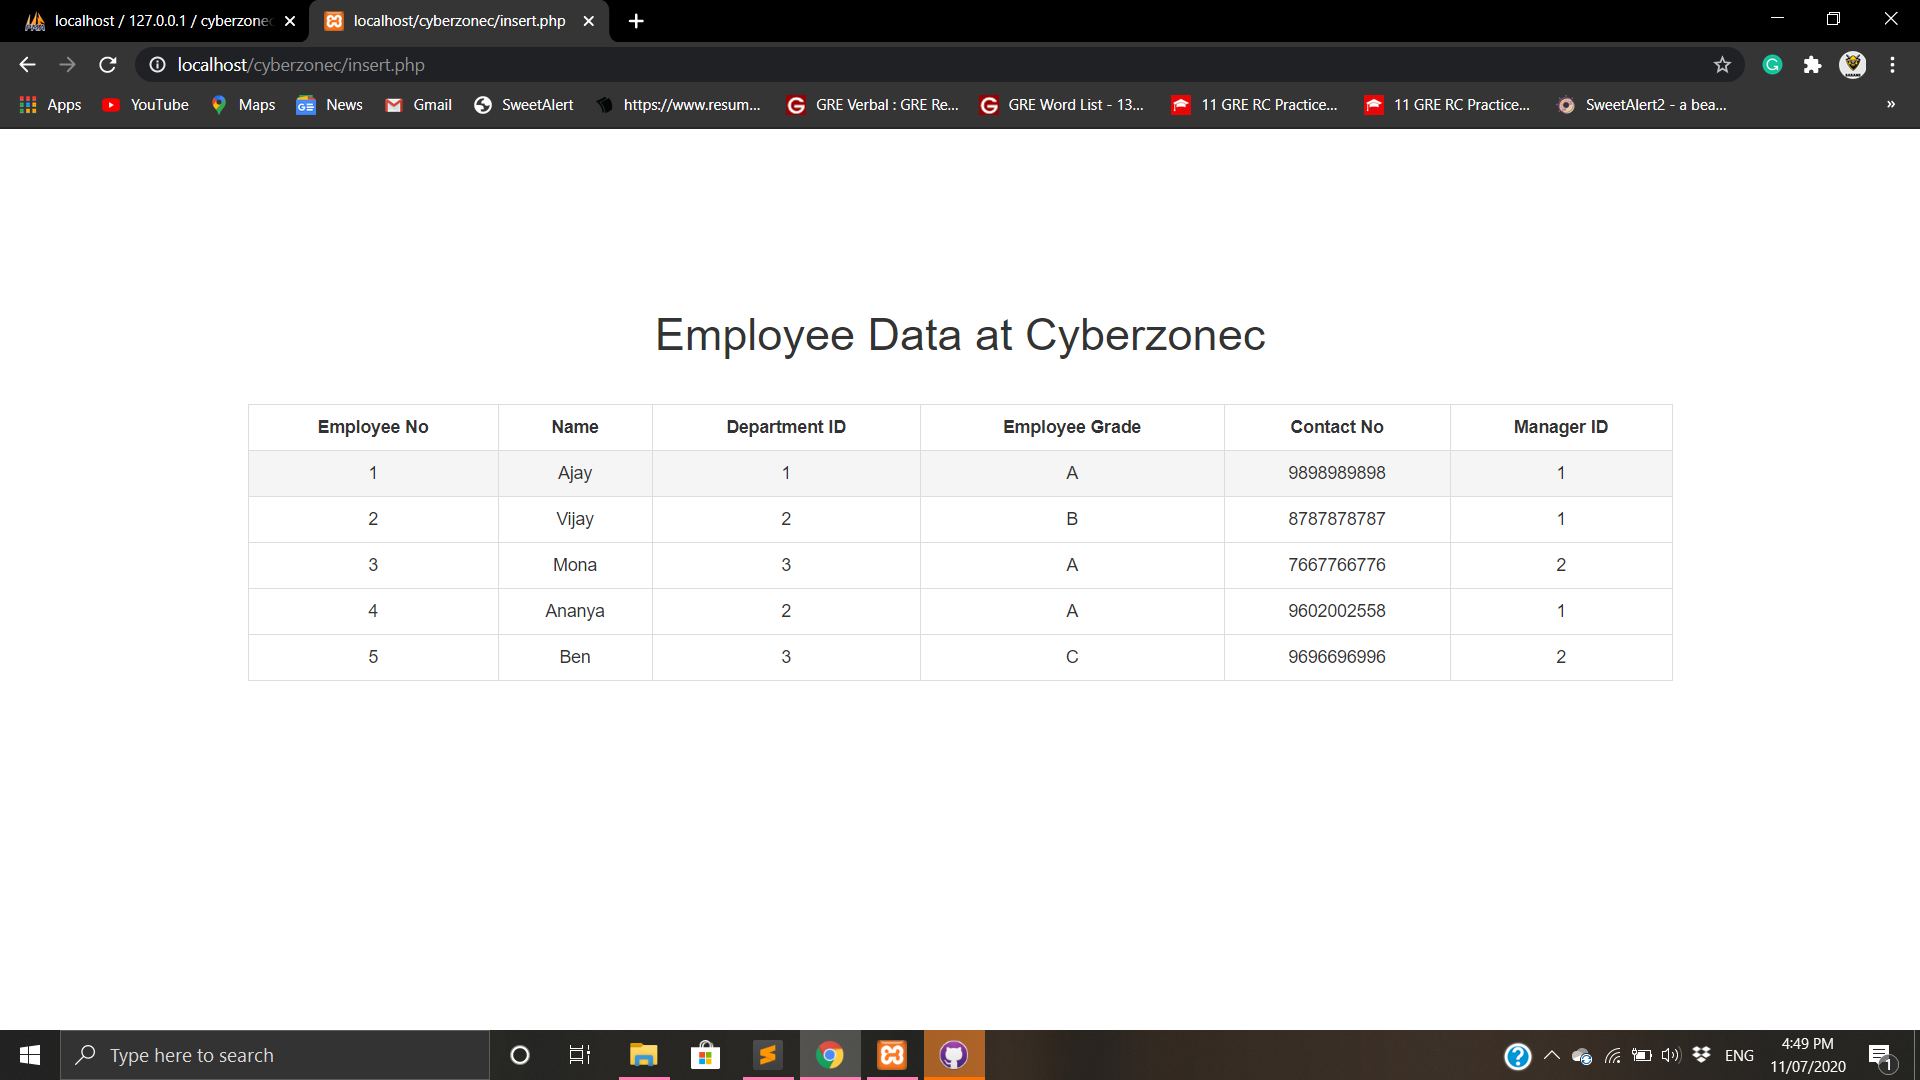 localhost / 127.0.0.1 / cyberzonec
localhost/cyberzonec/insert.php
localhost/cyberzonec/insert.php
Apps YouTube Maps News Gmail SweetAlert https://www.resum... GRE Verbal : GRE Re... GRE Word List - 13... 11 GRE RC Practice... 11 GRE RC Practice... SweetAlert2 - a bea... »
Employee Data at Cyberzonec
Employee No Name Department ID Employee Grade Contact No Manager ID
1 Ajay 1 A 9898989898 1
2 Vijay 2 B 8787878787 1
3 Mona 3 A 7667766776 2
4 Ananya 2 A 9602002558 1
5 Ben 3 C 9696696996 2
Type here to search
ENG
4:49 PM
11/07/2020
1